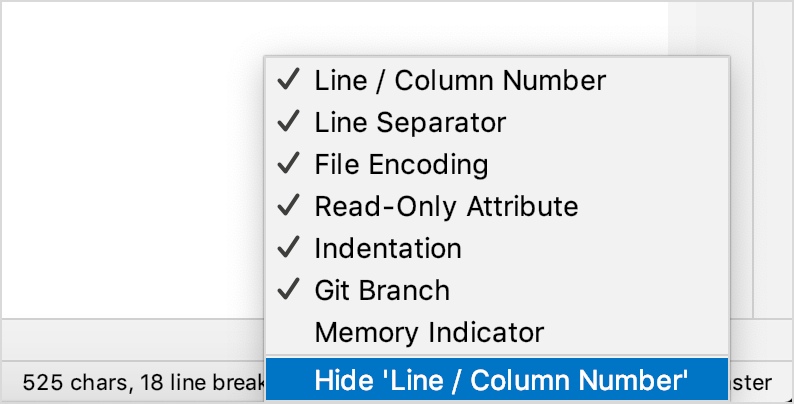 Line / Column Number
Line Separator
File Encoding
Read-Only Attribute
Indentation
Git Branch
Memory Indicator
525 chars, 18 line break
Hide 'Line / Column Number'
ster